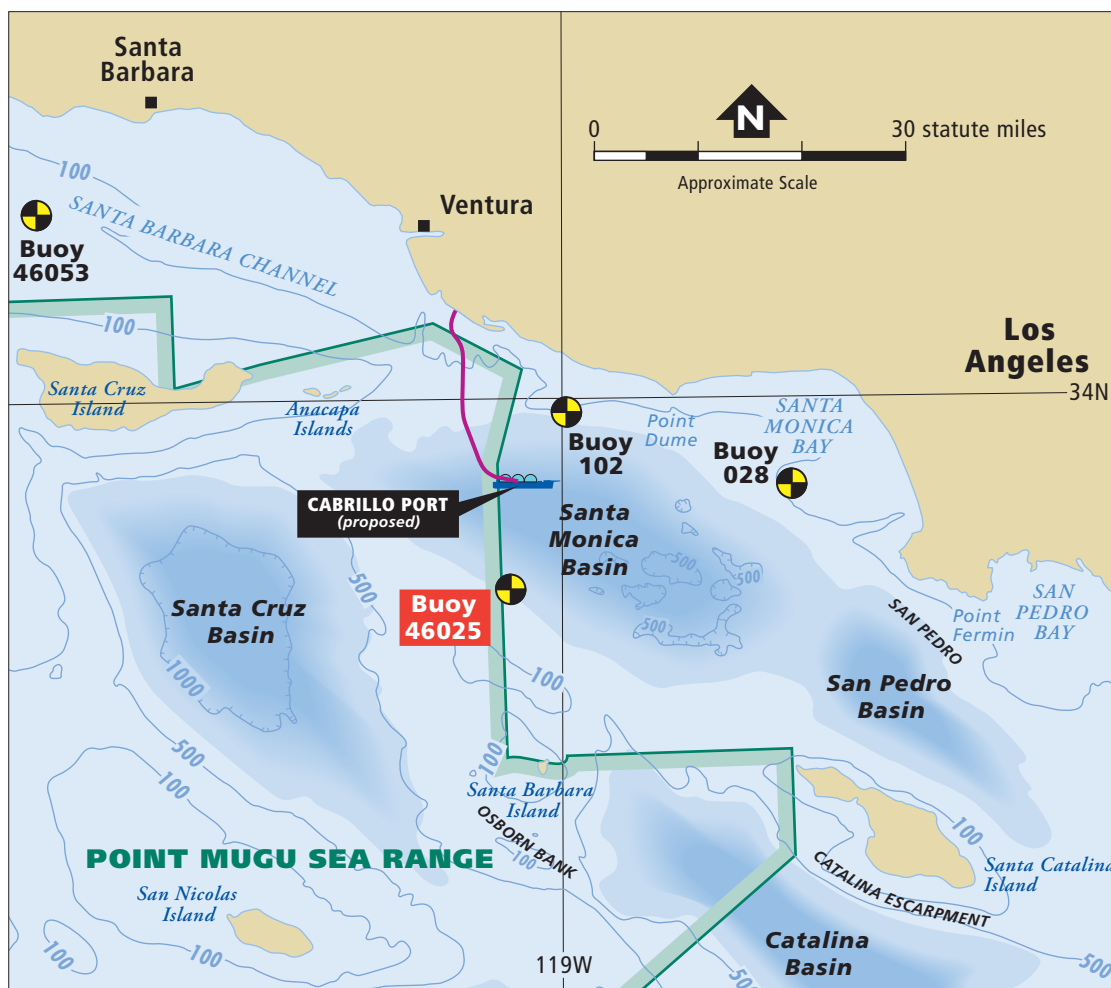 Santa
Barbara
N
0
30 statute miles
Approximate Scale
100
Ventura
SANTA BARBARA CHANNEL
Buoy
46053
100
Los
Angeles
34N
Santa Cruz
Island
Anacapa
Islands
Point
Dume
SANTA
MONICA
BAY
Buoy
102
Buoy
028
CABRILLO PORT
(proposed)
Santa
Monica
Basin
500
500
500
500
Buoy
46025
Santa Cruz
Basin
1000
SAN PEDRO
Point
Fermin
SAN
PEDRO
BAY
San Pedro
Basin
100
500
100
100
Santa Barbara
Island
OSBORN BANK
100
100
POINT MUGU SEA RANGE
San Nicolas
Island
100
100
Santa Catalina
Island
CATALINA ESCARPMENT
Catalina
Basin
119W
500
500